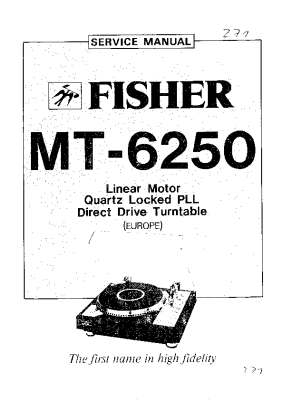 271
SERVICE MANUAL
FISHER
MT-6250
Linear Motor
Quartz Locked PLL
Direct Drive Turntable
(EUROPE)
The first name in high fidelity